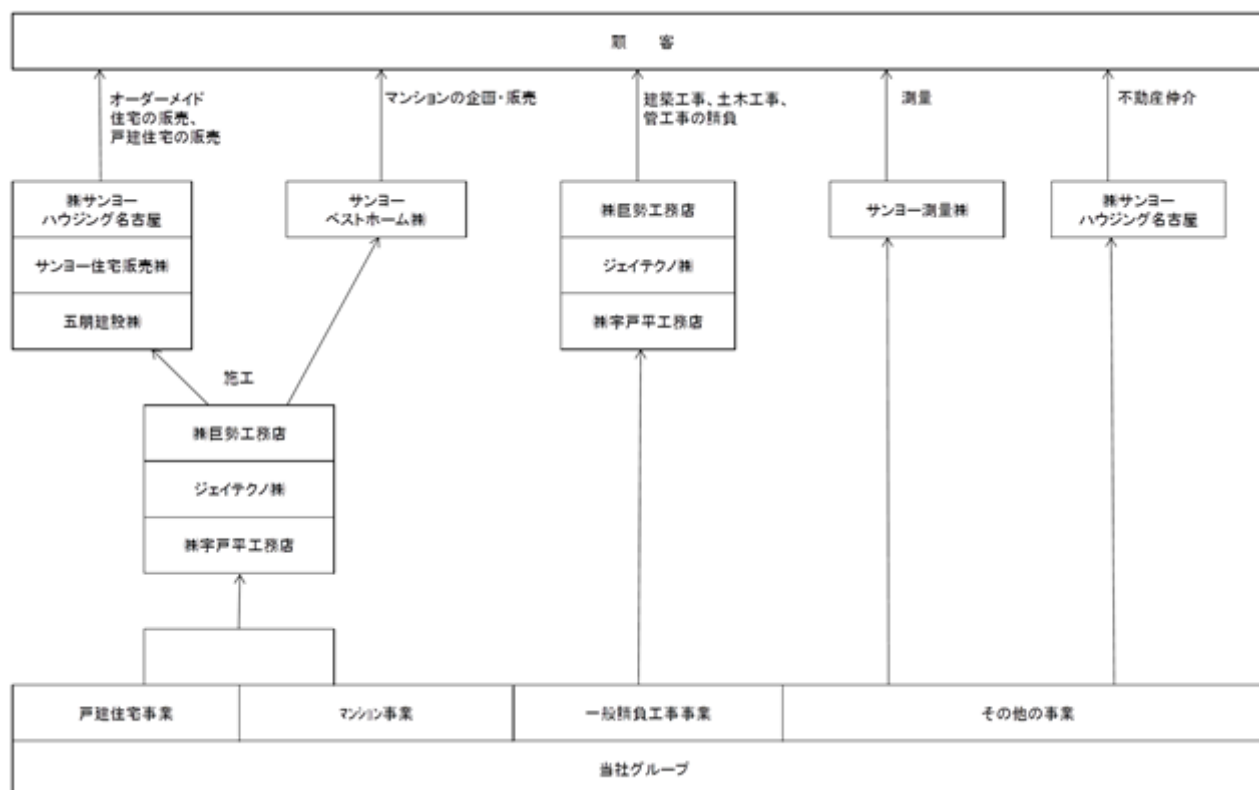 顧　客
オーダーメイド
住宅の販売、
戸建住宅の販売
マンションの企画・販売
建築工事、土木工事、
管工事の請負
測量
不動産仲介
㈱サンヨー
ハウジング名古屋
サンヨー住宅販売㈱
五朋建設㈱
サンヨー
ベストホーム㈱
㈱巨勢工務店
ジェイテクノ㈱
㈱宇戸平工務店
サンヨー測量㈱
㈱サンヨー
ハウジング名古屋
施工
㈱巨勢工務店
ジェイテクノ㈱
㈱宇戸平工務店
戸建住宅事業
マンション事業
一般請負工事事業
その他の事業
当社グループ